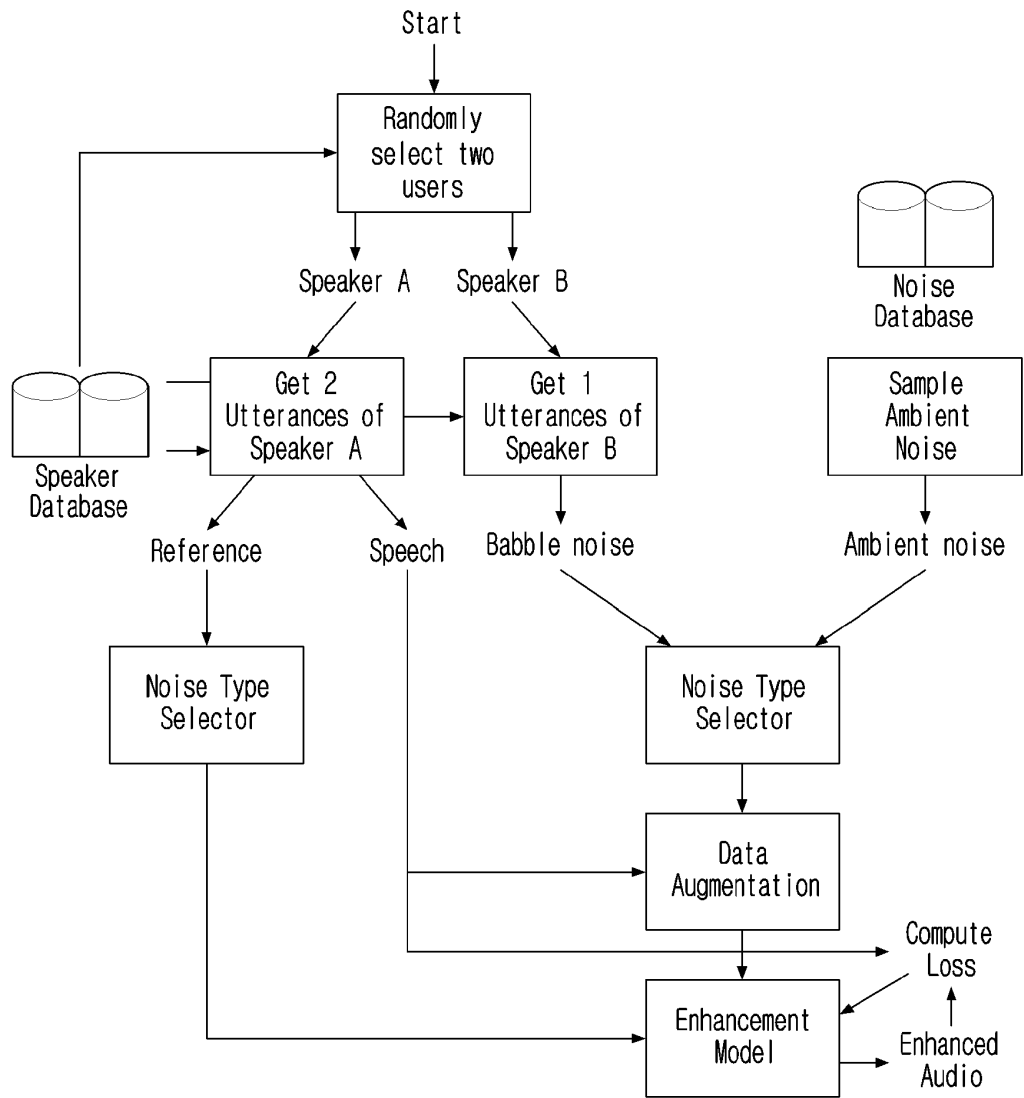 Start
Randomly
select two
users
Speaker A
Speaker B
Noise
Database
Get 2
Utterances of
Speaker A
Get 1
Utterances of
Speaker B
Sample
Ambient
Noise
Speaker
Database
Reference
Speech
Babble noise
Ambient noise
Noise Type
Selector
Noise Type
Selector
Data
Augmentation
Compute
Loss
Enhancement
Model
Enhanced
Audio